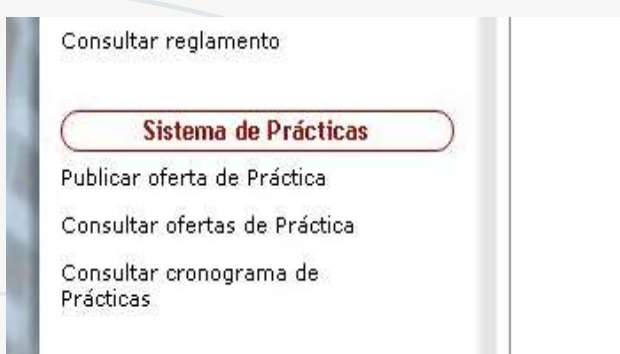 Consultar reglamento
Sistema de Prácticas
Publicar oferta de Práctica
Consultar ofertas de Práctica
Consultar cronograma de
Prácticas